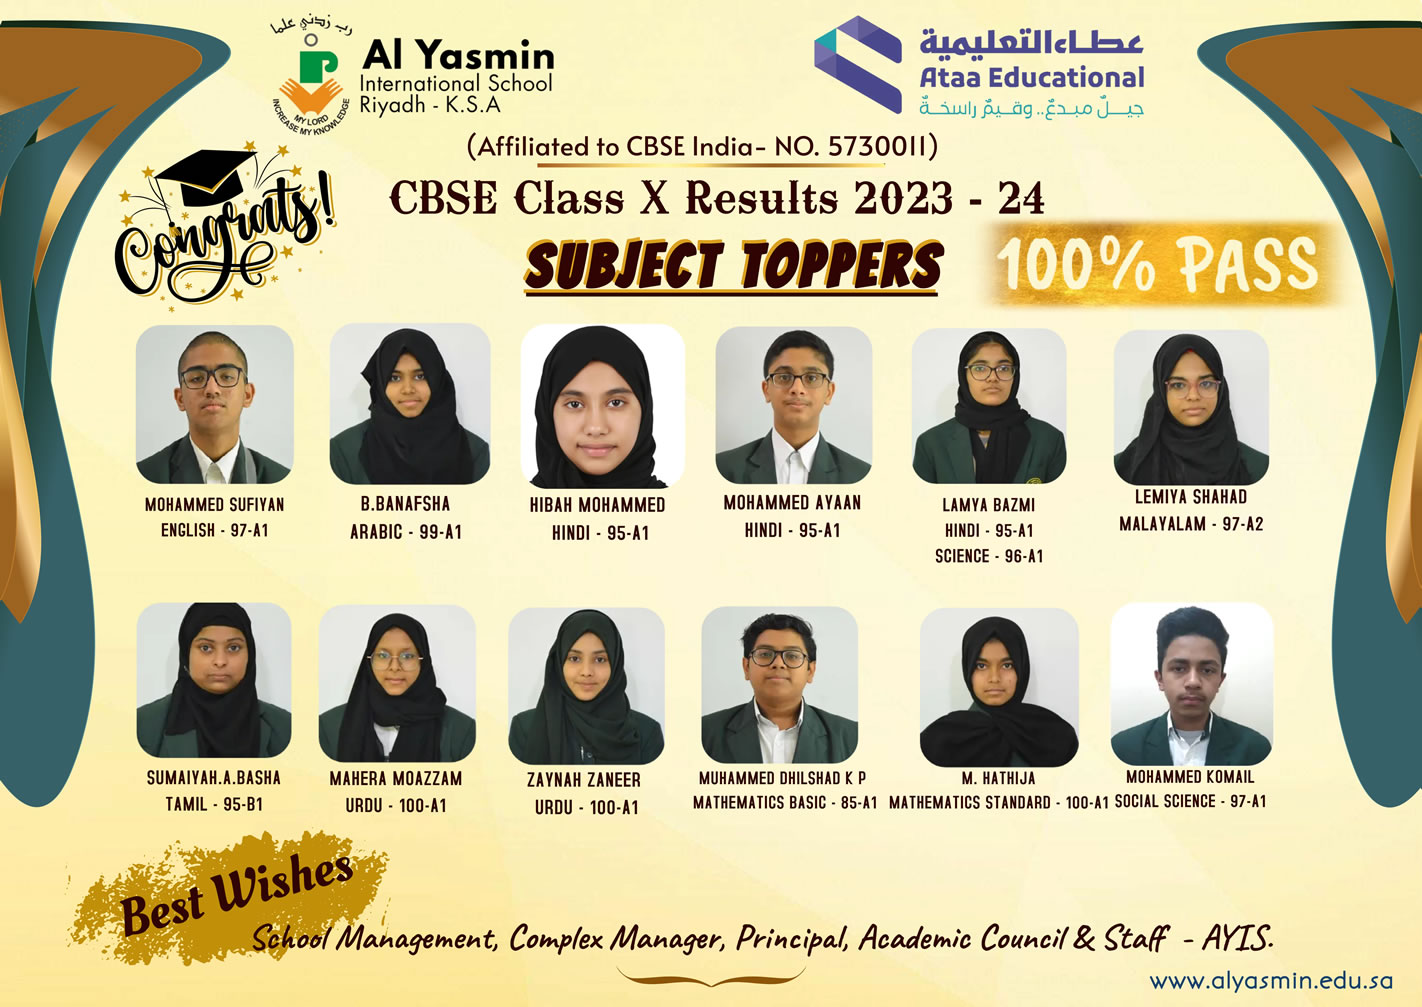 رب زدني علما
MY LORD
INCREASE MY KNOWLEDGE
Al Yasmin
International School
Riyadh - K.S.A
عطاء التعليمية
Ataa Educational
جيلٌ مبدعٌ.. وقيمٌ راسخةٌ
(Affiliated to CBSE India- NO. 5730011)
Congrats!
CBSE Class X Results 2023 - 24
SUBJECT TOPPERS
100% PASS
MOHAMMED SUFIYAN
ENGLISH - 97-A1
B.BANAFSHA
ARABIC - 99-A1
HIBAH MOHAMMED
HINDI - 95-A1
MOHAMMED AYAAN
HINDI - 95-A1
LAMYA BAZMI
HINDI - 95-A1
SCIENCE - 96-A1
LEMIYA SHAHAD
MALAYALAM - 97-A2
SUMAIYAH.A.BASHA
TAMIL - 95-B1
MAHERA MOAZZAM
URDU - 100-A1
ZAYNAH ZANEER
URDU - 100-A1
MUHAMMED DHILSHAD K P
MATHEMATICS BASIC - 85-A1
M. HATHIJA
MATHEMATICS STANDARD - 100-A1
MOHAMMED KOMAIL
SOCIAL SCIENCE - 97-A1
Best Wishes
School Management, Complex Manager, Principal, Academic Council & Staff - AYIS.
www.alyasmin.edu.sa